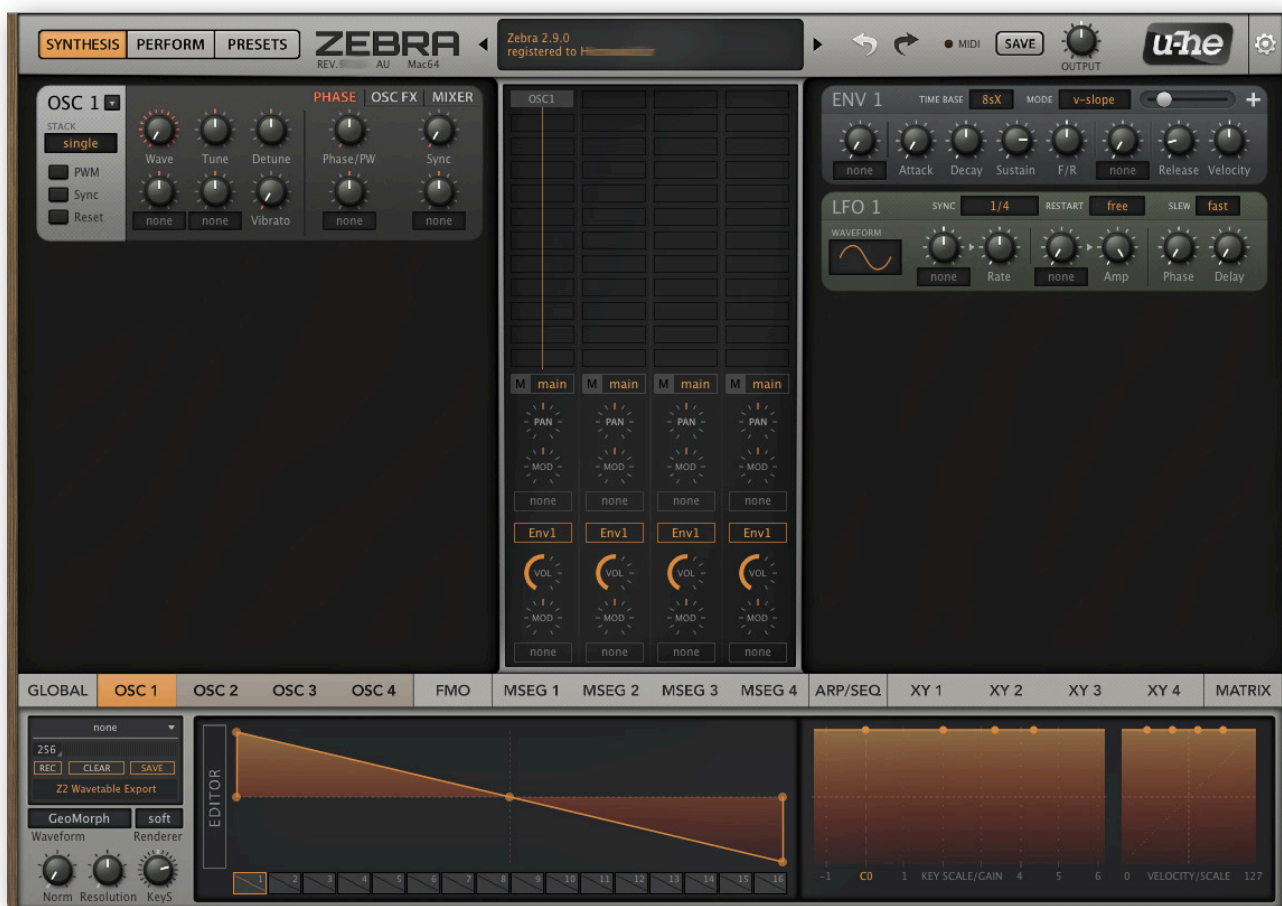 SYNTHESIS PERFORM PRESETS
ZEBRA
REV. AU Mac64
Zebra 2.9.0
registered to
MIDI
SAVE
OUTPUT
u-he
OSC 1
STACK
single
PWM
Sync
Reset
PHASE OSC FX MIXER
Wave Tune Detune Phase/PW Sync
none none Vibrato none none
OSC1
M main M main M main M main
PAN PAN PAN PAN
MOD MOD MOD MOD
none none none none
Env1 Env1 Env1 Env1
VOL VOL VOL VOL
MOD MOD MOD MOD
none none none none
ENV 1 TIME BASE 8sX MODE v-slope
none Attack Decay Sustain F/R none Release Velocity
LFO 1 SYNC 1/4 RESTART free SLEW fast
WAVEFORM
none Rate none Amp Phase Delay
GLOBAL OSC 1 OSC 2 OSC 3 OSC 4 FMO MSEG 1 MSEG 2 MSEG 3 MSEG 4 ARP/SEQ XY 1 XY 2 XY 3 XY 4 MATRIX
none
256
REC CLEAR SAVE
Z2 Wavetable Export
GeoMorph soft
Waveform Renderer
Norm Resolution KeyS
EDITOR
1 2 3 4 5 6 7 8 9 10 11 12 13 14 15 16
-1 C0 1 KEY SCALE/GAIN 4 5 6
0 VELOCITY/SCALE 127